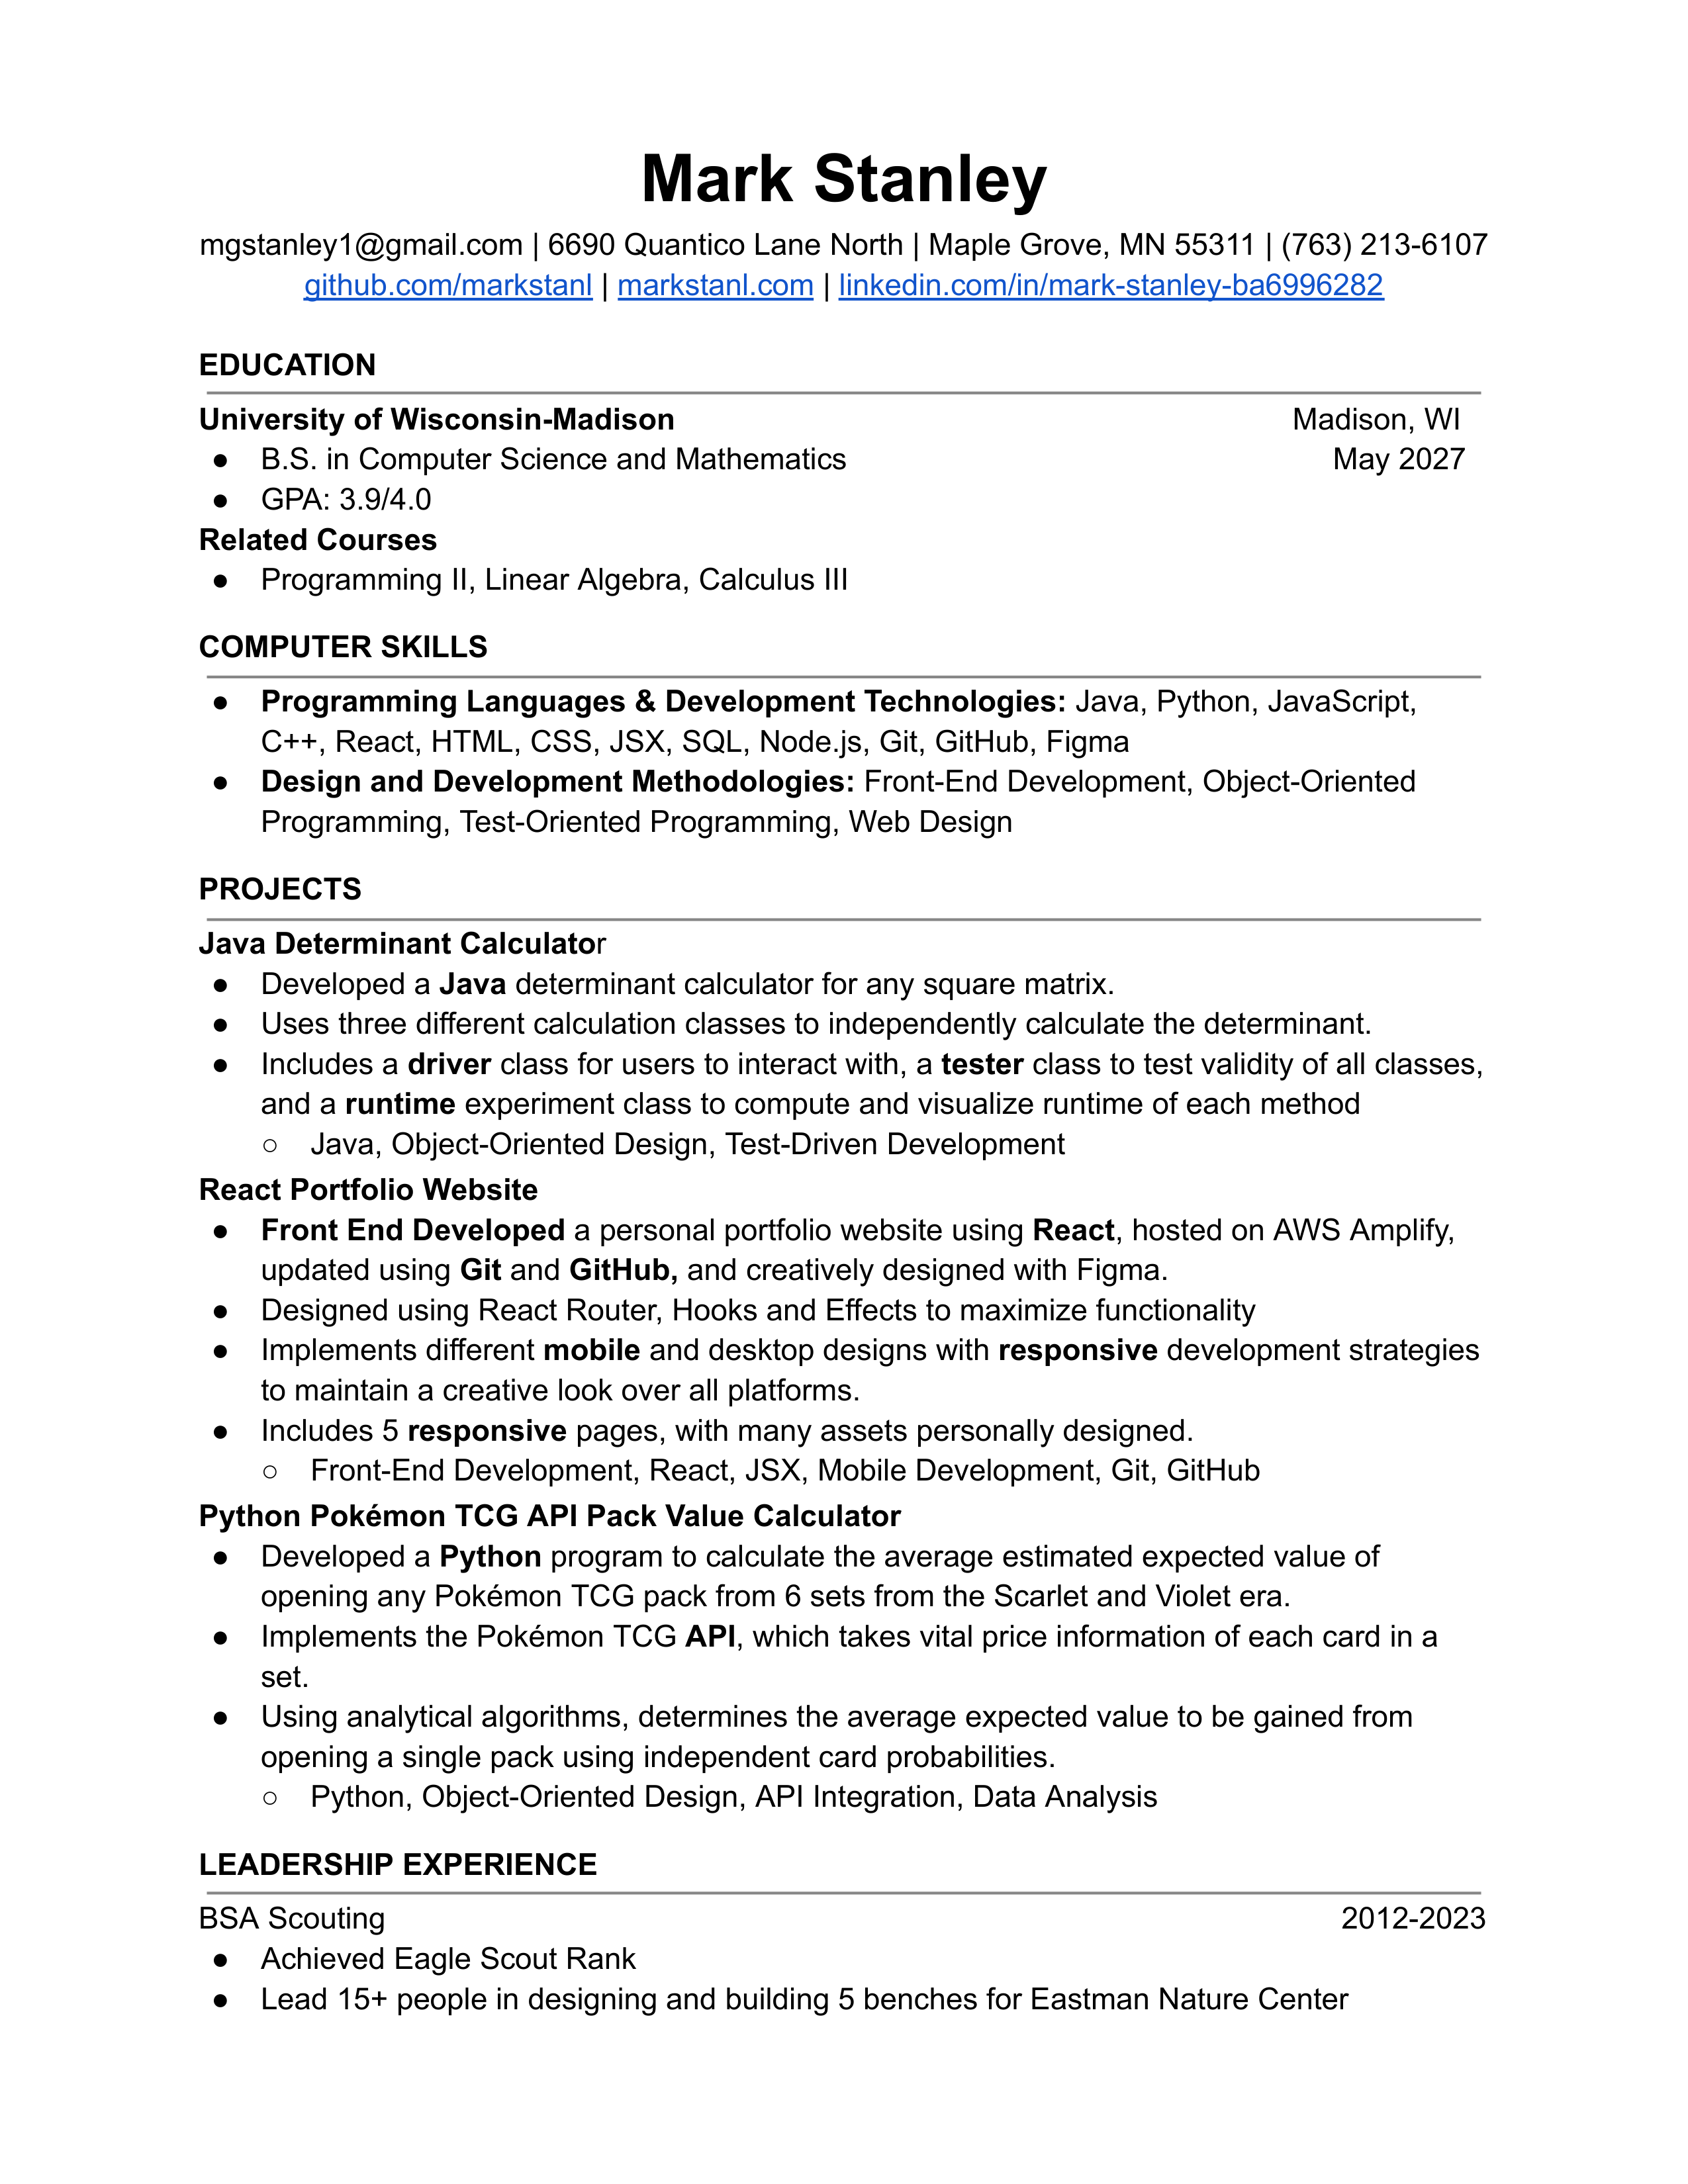 Mark Stanley
mgstanley1@gmail.com | 6690 Quantico Lane North | Maple Grove, MN 55311 | (763) 213-6107
github.com/markstanl | markstanl.com | linkedin.com/in/mark-stanley-ba6996282
EDUCATION
University of Wisconsin-Madison Madison, WI
● B.S. in Computer Science and Mathematics May 2027
● GPA: 3.9/4.0
Related Courses
● Programming II, Linear Algebra, Calculus III
COMPUTER SKILLS
● Programming Languages & Development Technologies: Java, Python, JavaScript,
C++, React, HTML, CSS, JSX, SQL, Node.js, Git, GitHub, Figma
● Design and Development Methodologies: Front-End Development, Object-Oriented
Programming, Test-Oriented Programming, Web Design
PROJECTS
Java Determinant Calculator
● Developed a Java determinant calculator for any square matrix.
● Uses three different calculation classes to independently calculate the determinant.
● Includes a driver class for users to interact with, a tester class to test validity of all classes,
and a runtime experiment class to compute and visualize runtime of each method
○ Java, Object-Oriented Design, Test-Driven Development
React Portfolio Website
● Front End Developed a personal portfolio website using React, hosted on AWS Amplify,
updated using Git and GitHub, and creatively designed with Figma.
● Designed using React Router, Hooks and Effects to maximize functionality
● Implements different mobile and desktop designs with responsive development strategies
to maintain a creative look over all platforms.
● Includes 5 responsive pages, with many assets personally designed.
○ Front-End Development, React, JSX, Mobile Development, Git, GitHub
Python Pokémon TCG API Pack Value Calculator
● Developed a Python program to calculate the average estimated expected value of
opening any Pokémon TCG pack from 6 sets from the Scarlet and Violet era.
● Implements the Pokémon TCG API, which takes vital price information of each card in a
set.
● Using analytical algorithms, determines the average expected value to be gained from
opening a single pack using independent card probabilities.
○ Python, Object-Oriented Design, API Integration, Data Analysis
LEADERSHIP EXPERIENCE
BSA Scouting 2012-2023
● Achieved Eagle Scout Rank
● Lead 15+ people in designing and building 5 benches for Eastman Nature Center